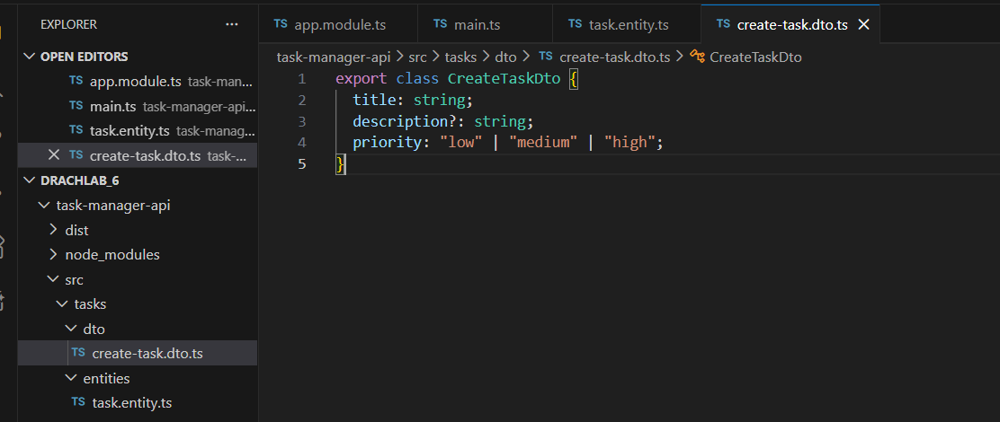 EXPLORER ...
OPEN EDITORS
TS app.module.ts task-man...
TS main.ts task-manager-api...
TS task.entity.ts task-manag...
TS create-task.dto.ts task-...
DRACHLAB_6
task-manager-api
dist
node_modules
src
tasks
dto
TS create-task.dto.ts
entities
TS task.entity.ts
TS app.module.ts TS main.ts TS task.entity.ts TS create-task.dto.ts
task-manager-api > src > tasks > dto > TS create-task.dto.ts > CreateTaskDto
1 export class CreateTaskDto {
2 title: string;
3 description?: string;
4 priority: "low" | "medium" | "high";
5 }